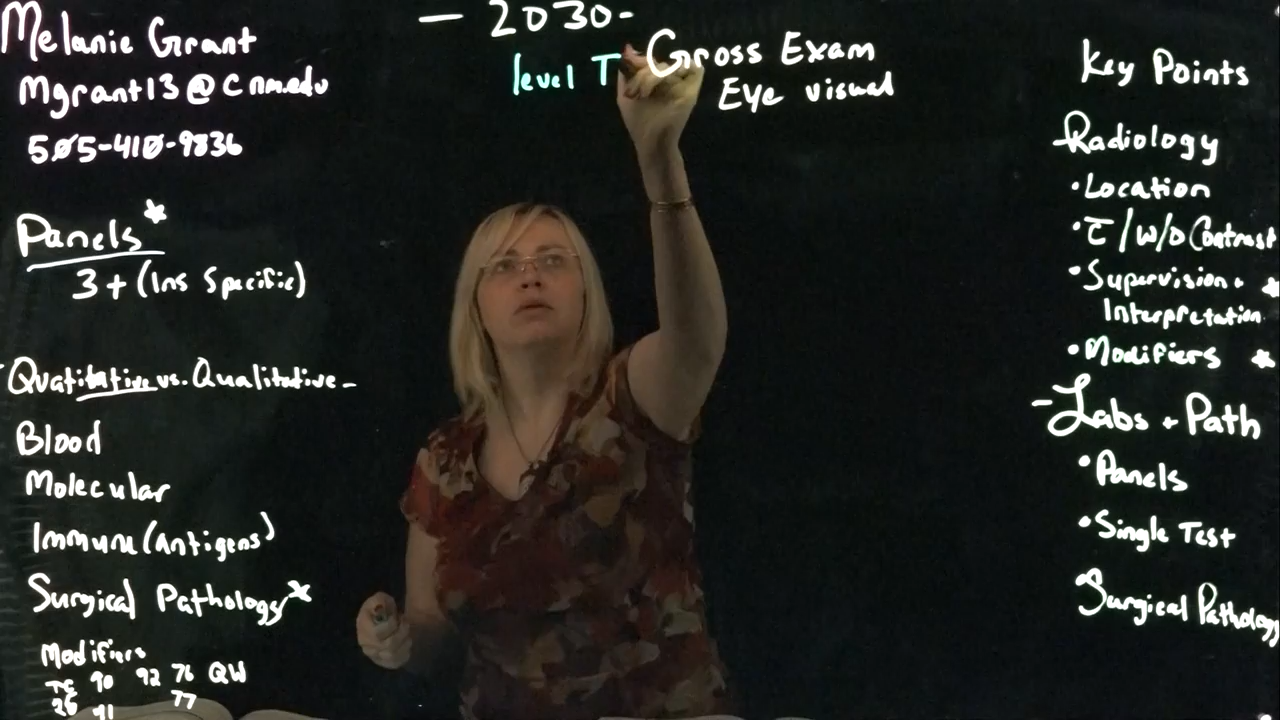 Melanie Grant
Mgrant13@cnm.edu
505-410-9836
Panels*
3+ (Ins Specific)
Quatitative vs. Qualitative -
Blood
Molecular
Immune (antigens)
Surgical Pathology*
Modifiers
TC 90 92 76 QW
26 91 77
- 2030-
level
Gross Exam
Eye visual
Key Points
Radiology
• Location
• c̄/w/o Contrast
• Supervision +
Interpretation
• Modifiers *
- Labs + Path
• Panels
• Single Test
• Surgical Pathology